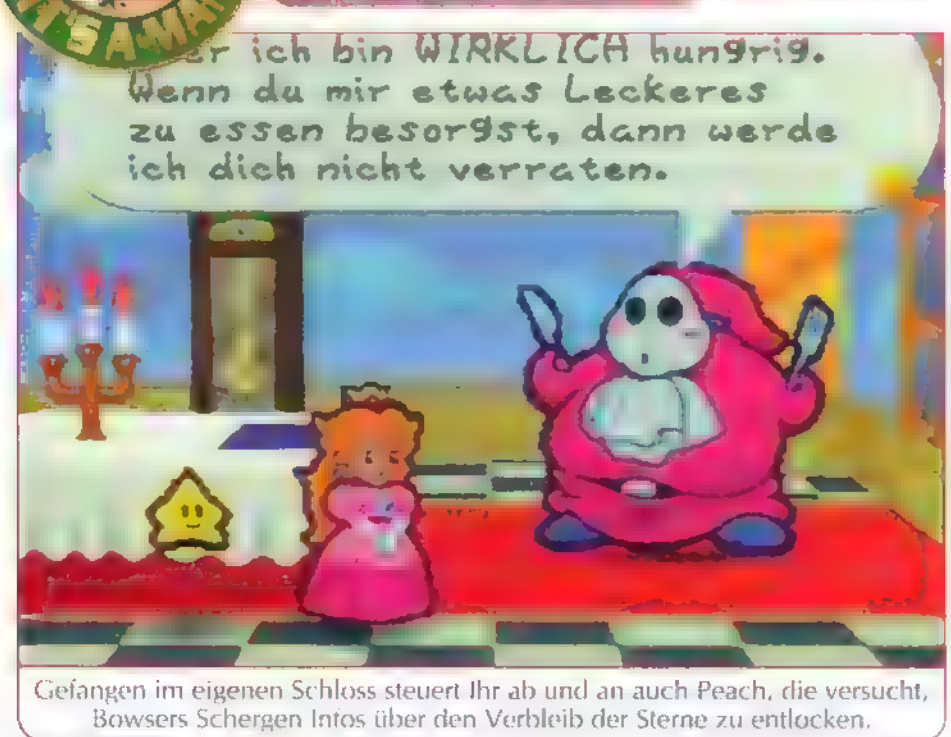 IT'S A-MA
ich bin WIRKLICH hungrig.
Wenn du mir etwas Leckeres
zu essen besorgst, dann werde
ich dich nicht verraten.
Gefangen im eigenen Schloss steuert Ihr ab und an auch Peach, die versucht,
Bowsers Schergen Infos über den Verbleib der Sterne zu entlocken.